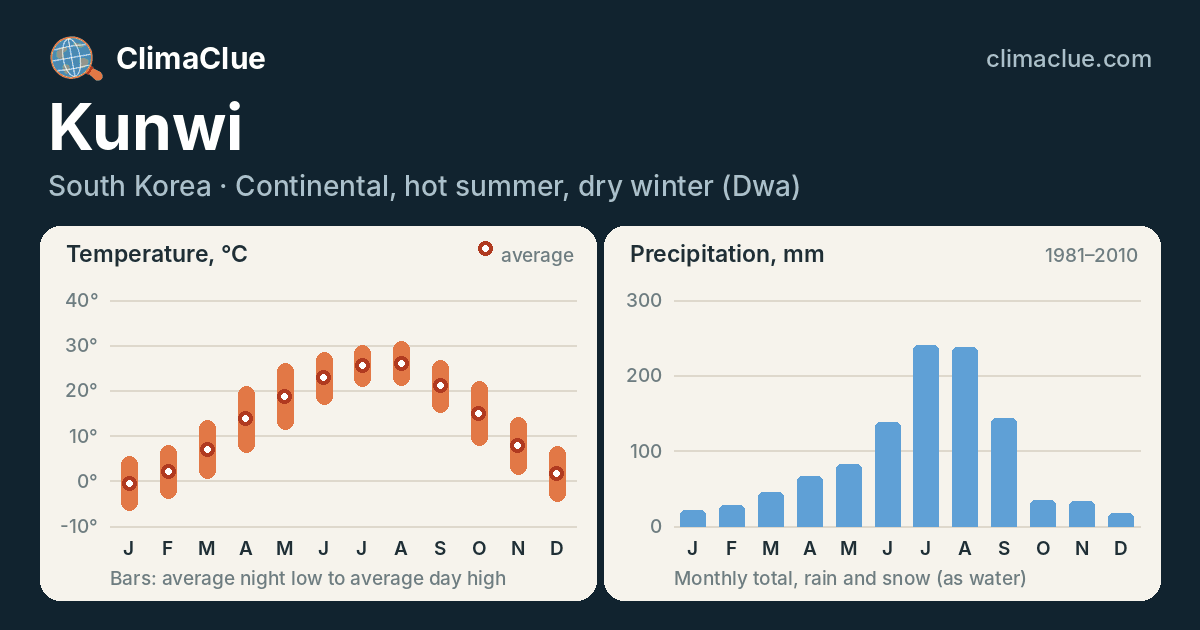 ClimaClue
climaclue.com
Kunwi
South Korea · Continental, hot summer, dry winter (Dwa)
Temperature, °C
average
40°
30°
20°
10°
0°
-10°
J F M A M J J A S O N D
Bars: average night low to average day high
Precipitation, mm
1981–2010
300
200
100
0
J F M A M J J A S O N D
Monthly total, rain and snow (as water)